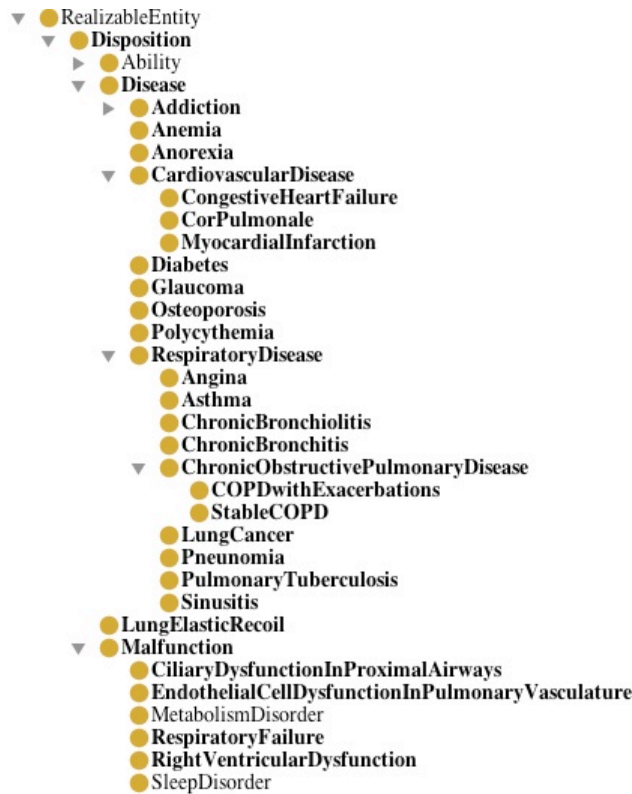 RealizableEntity
Disposition
Ability
Disease
Addiction
Anemia
Anorexia
CardiovascularDisease
CongestiveHeartFailure
CorPulmonale
MyocardialInfarction
Diabetes
Glaucoma
Osteoporosis
Polycythemia
RespiratoryDisease
Angina
Asthma
ChronicBronchiolitis
ChronicBronchitis
ChronicObstructivePulmonaryDisease
COPDwithExacerbations
StableCOPD
LungCancer
Pneunomia
PulmonaryTuberculosis
Sinusitis
LungElasticRecoil
Malfunction
CiliaryDysfunctionInProximalAirways
EndothelialCellDysfunctionInPulmonaryVasculature
MetabolismDisorder
RespiratoryFailure
RightVentricularDysfunction
SleepDisorder